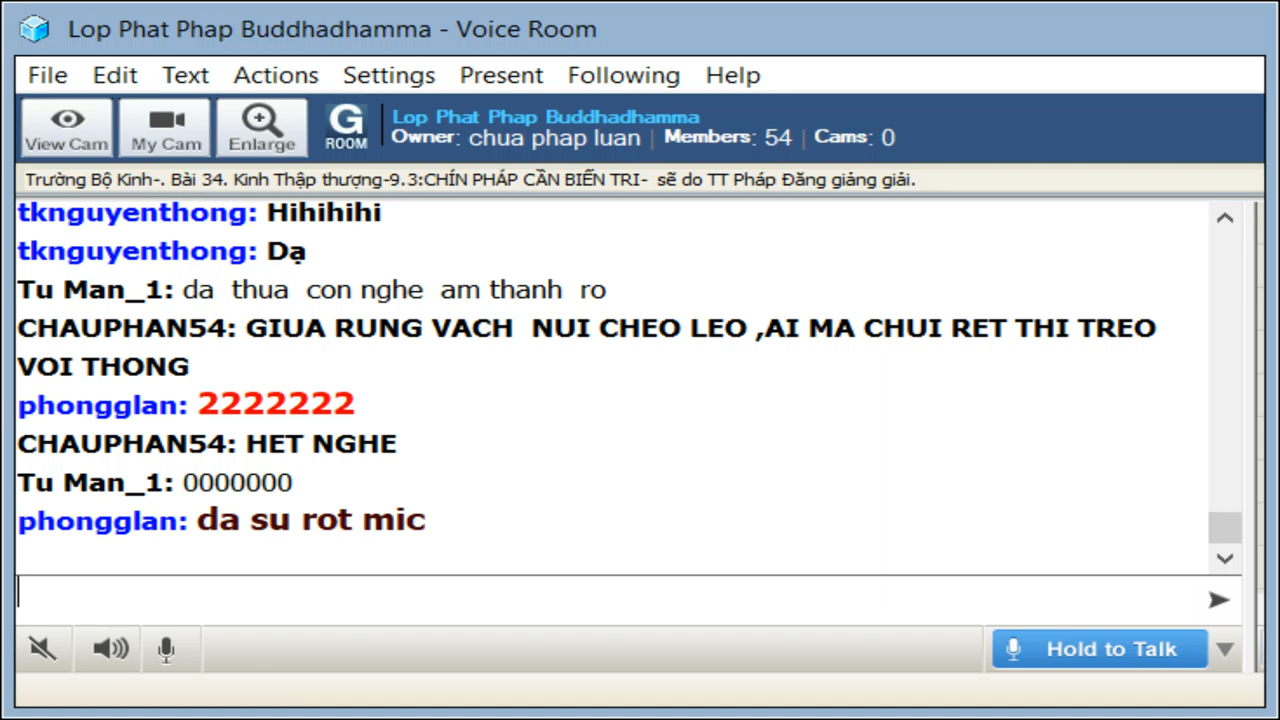 Lop Phat Phap Buddhadhamma - Voice Room
File Edit Text Actions Settings Present Following Help
View Cam My Cam Enlarge G ROOM Lop Phat Phap Buddhadhamma
Owner: chua phap luan | Members: 54 | Cams: 0
Trường Bộ Kinh-. Bài 34. Kinh Thập thượng-9.3:CHÍN PHÁP CẦN BIẾN TRI- sẽ do TT Pháp Đăng giảng giải.
tknguyenthong: Hihihihi
tknguyenthong: Dạ
Tu Man_1: da thua con nghe am thanh ro
CHAUPHAN54: GIUA RUNG VACH NUI CHEO LEO ,AI MA CHUI RET THI TREO
VOI THONG
phongglan: 2222222
CHAUPHAN54: HET NGHE
Tu Man_1: 0000000
phongglan: da su rot mic
Hold to Talk